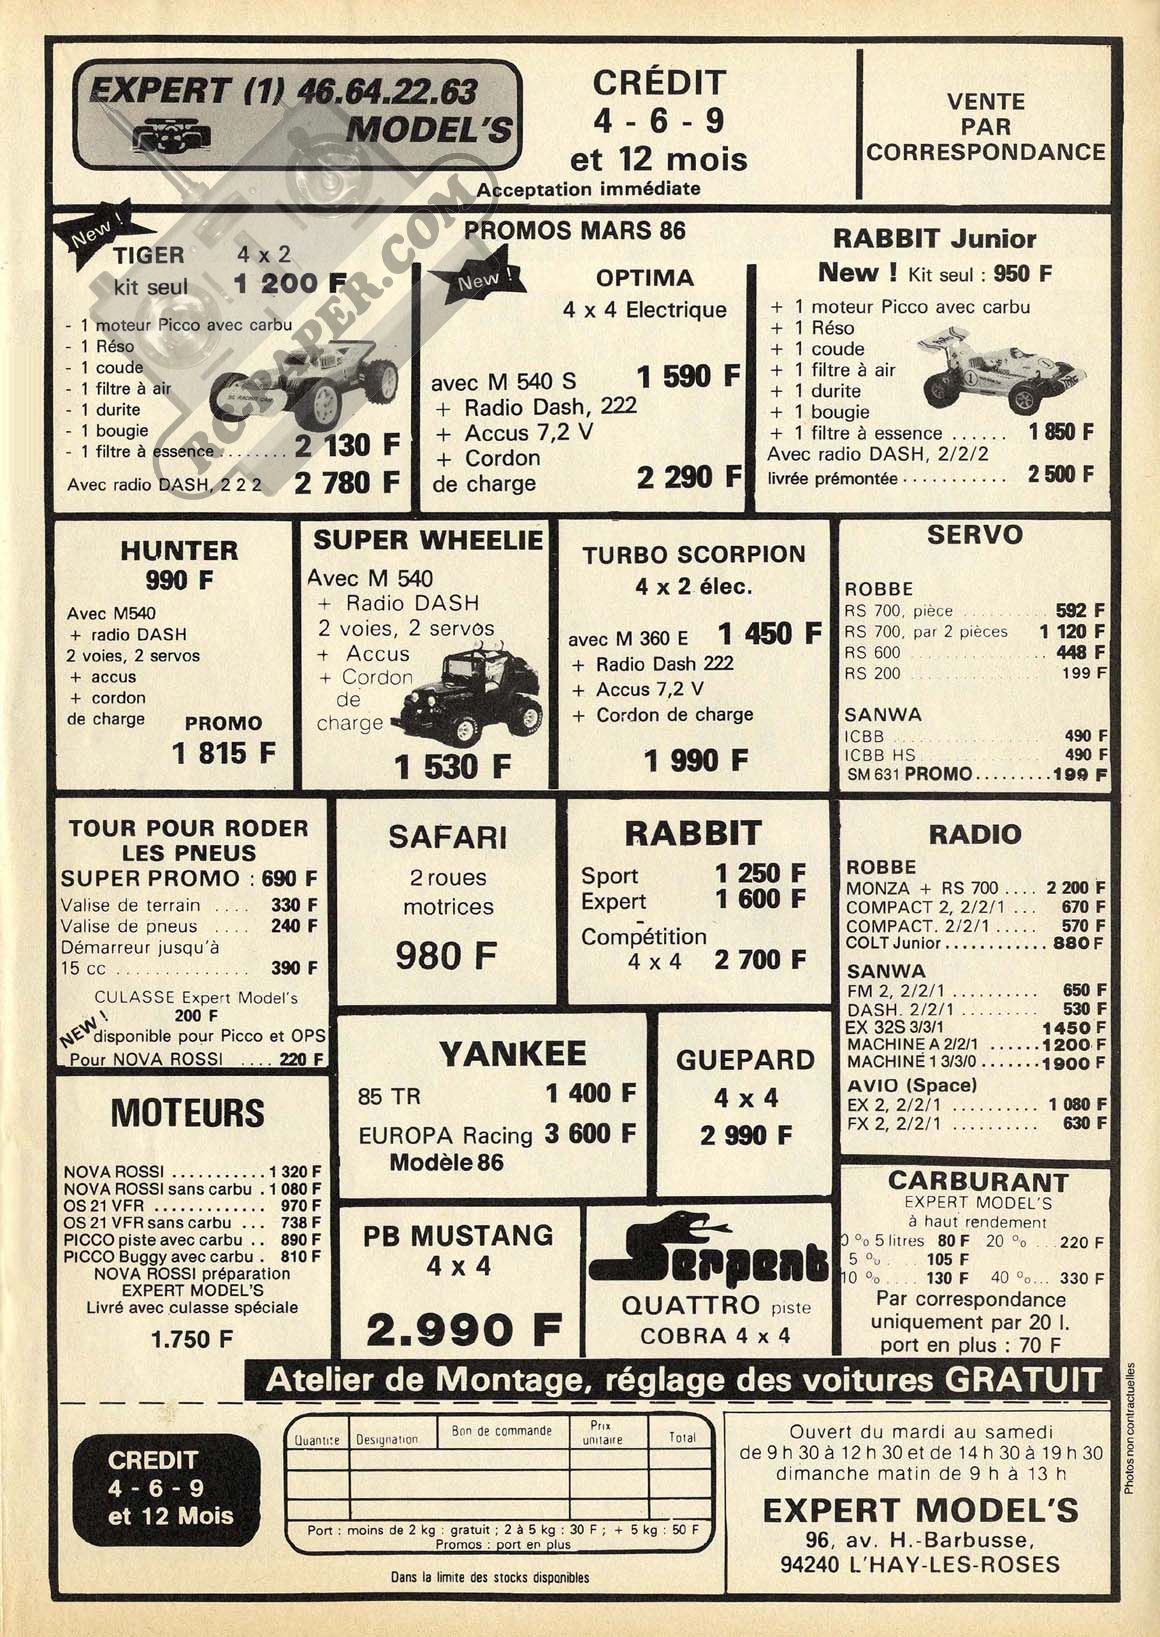 EXPERT (1) 46.64.22.63
MODEL'S
CRÉDIT
4 - 6 - 9
et 12 mois
Acceptation immédiate
VENTE
PAR
CORRESPONDANCE
RC-PAPER.COM
PROMOS MARS 86
New !
TIGER 4 x 2
kit seul 1 200 F
- 1 moteur Picco avec carbu
- 1 Réso
- 1 coude
- 1 filtre à air
- 1 durite
- 1 bougie
- 1 filtre à essence ........ 2 130 F
Avec radio DASH, 2 2 2 2 780 F
New !
OPTIMA
4 x 4 Electrique
avec M 540 S 1 590 F
+ Radio Dash, 222
+ Accus 7,2 V
+ Cordon
de charge 2 290 F
RABBIT Junior
New ! Kit seul : 950 F
+ 1 moteur Picco avec carbu
+ 1 Réso
+ 1 coude
+ 1 filtre à air
+ 1 durite
+ 1 bougie
+ 1 filtre à essence ...... 1 850 F
Avec radio DASH, 2/2/2
livrée prémontée ........... 2 500 F
HUNTER
990 F
Avec M540
+ radio DASH
2 voies, 2 servos
+ accus
+ cordon
de charge PROMO
1 815 F
SUPER WHEELIE
Avec M 540
+ Radio DASH
2 voies, 2 servos
+ Accus
+ Cordon
de
charge
1 530 F
TURBO SCORPION
4 x 2 élec.
avec M 360 E 1 450 F
+ Radio Dash 222
+ Accus 7,2 V
+ Cordon de charge
1 990 F
SERVO
ROBBE
RS 700, pièce .......... 592 F
RS 700, par 2 pièces 1 120 F
RS 600 ............... 448 F
RS 200 ............... 199 F
SANWA
ICBB ................ 490 F
ICBB HS ............. 490 F
SM 631 PROMO ......... 199 F
TOUR POUR RODER
LES PNEUS
SUPER PROMO : 690 F
Valise de terrain .... 330 F
Valise de pneus .... 240 F
Démarreur jusqu'à
15 cc .............. 390 F
CULASSE Expert Model's
200 F
NEW !
disponible pour Picco et OPS
Pour NOVA ROSSI .... 220 F
SAFARI
2 roues
motrices
980 F
RABBIT
Sport 1 250 F
Expert 1 600 F
-
Compétition
4 x 4 2 700 F
RADIO
ROBBE
MONZA + RS 700 .... 2 200 F
COMPACT 2, 2/2/1 ... 670 F
COMPACT. 2/2/1 ..... 570 F
COLT Junior ............ 880 F
SANWA
FM 2, 2/2/1 .......... 650 F
DASH. 2/2/1 ......... 530 F
EX 32S 3/3/1 1450 F
MACHINE A 2/2/1 ...... 1200 F
MACHINE 1 3/3/0 ....... 1900 F
AVIO (Space)
EX 2, 2/2/1 .......... 1 080 F
FX 2, 2/2/1 .......... 630 F
YANKEE
85 TR 1 400 F
EUROPA Racing 3 600 F
Modèle 86
GUEPARD
4 x 4
2 990 F
MOTEURS
NOVA ROSSI ........... 1 320 F
NOVA ROSSI sans carbu . 1 080 F
OS 21 VFR ............. 970 F
OS 21 VFR sans carbu ... 738 F
PICCO piste avec carbu .. 890 F
PICCO Buggy avec carbu . 810 F
NOVA ROSSI préparation
EXPERT MODEL'S
Livré avec culasse spéciale
1.750 F
PB MUSTANG
4 x 4
2.990 F
Serpent
QUATTRO piste
COBRA 4 x 4
CARBURANT
EXPERT MODEL'S
à haut rendement
0 % 5 litres 80 F 20 % ... 220 F
5 % .... 105 F
10 % .... 130 F 40 % ... 330 F
Par correspondance
uniquement par 20 l.
port en plus : 70 F
Atelier de Montage, réglage des voitures GRATUIT
CREDIT
4 - 6 - 9
et 12 Mois
Bon de commande
Quantite Designation Prix unitaire Total
Port : moins de 2 kg : gratuit ; 2 à 5 kg : 30 F ; + 5 kg : 50 F
Promos : port en plus
Dans la limite des stocks disponibles
Ouvert du mardi au samedi
de 9 h 30 à 12 h 30 et de 14 h 30 à 19 h 30
dimanche matin de 9 h à 13 h
EXPERT MODEL'S
96, av. H.-Barbusse,
94240 L'HAY-LES-ROSES
Photos non contractuelles